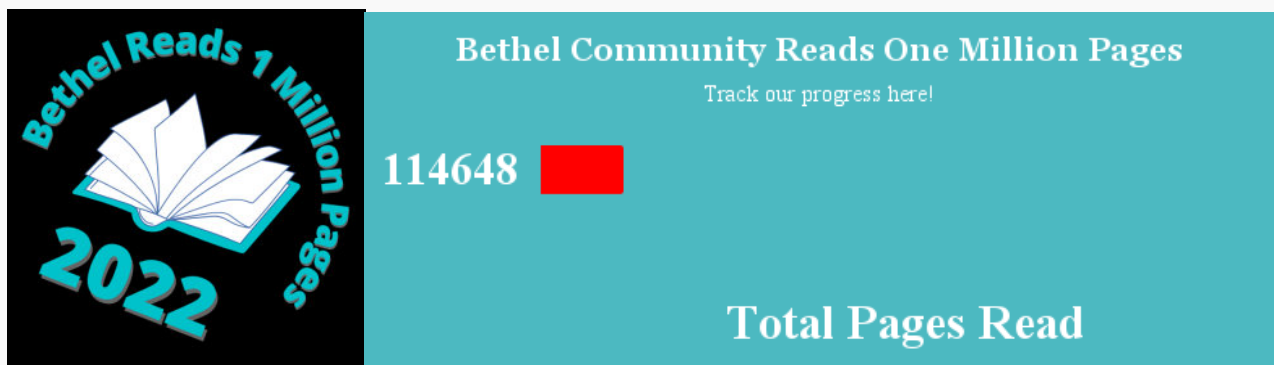 Bethel Reads 1 Million Pages
2022
Bethel Community Reads One Million Pages
Track our progress here!
114648
Total Pages Read